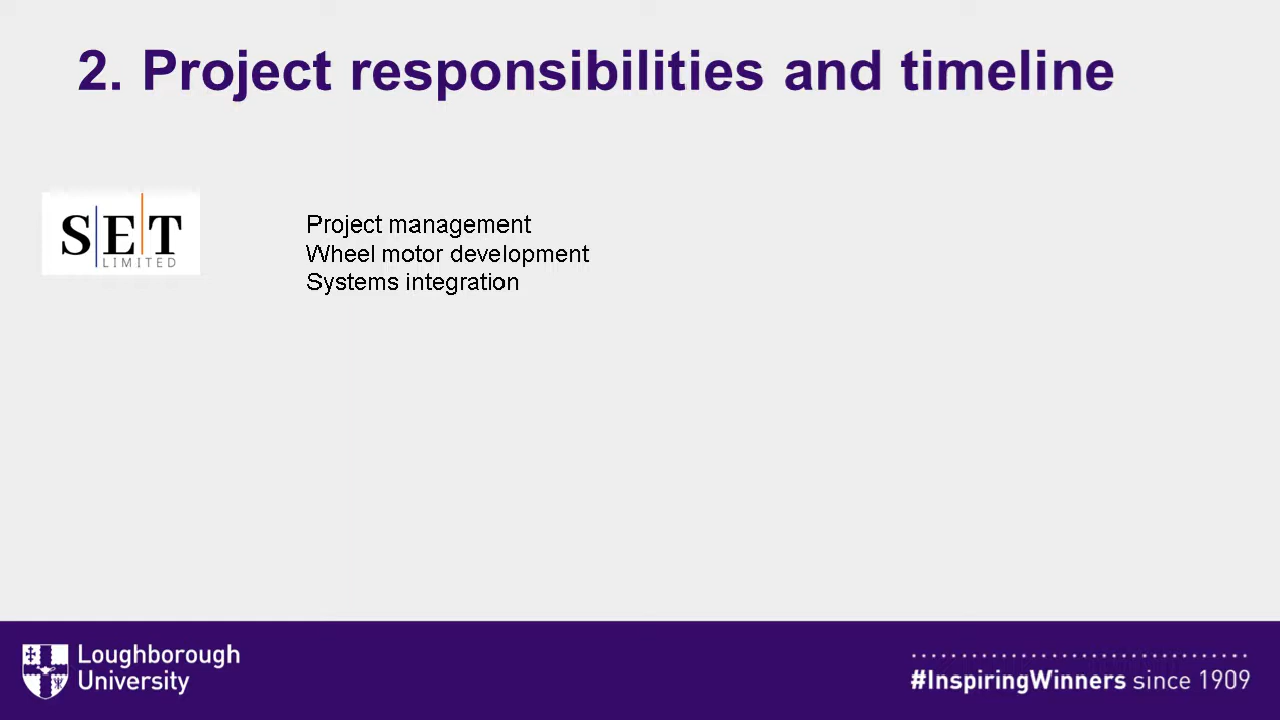 2. Project responsibilities and timeline
SET
LIMITED
Project management
Wheel motor development
Systems integration
Loughborough
University
#InspiringWinners since 1909